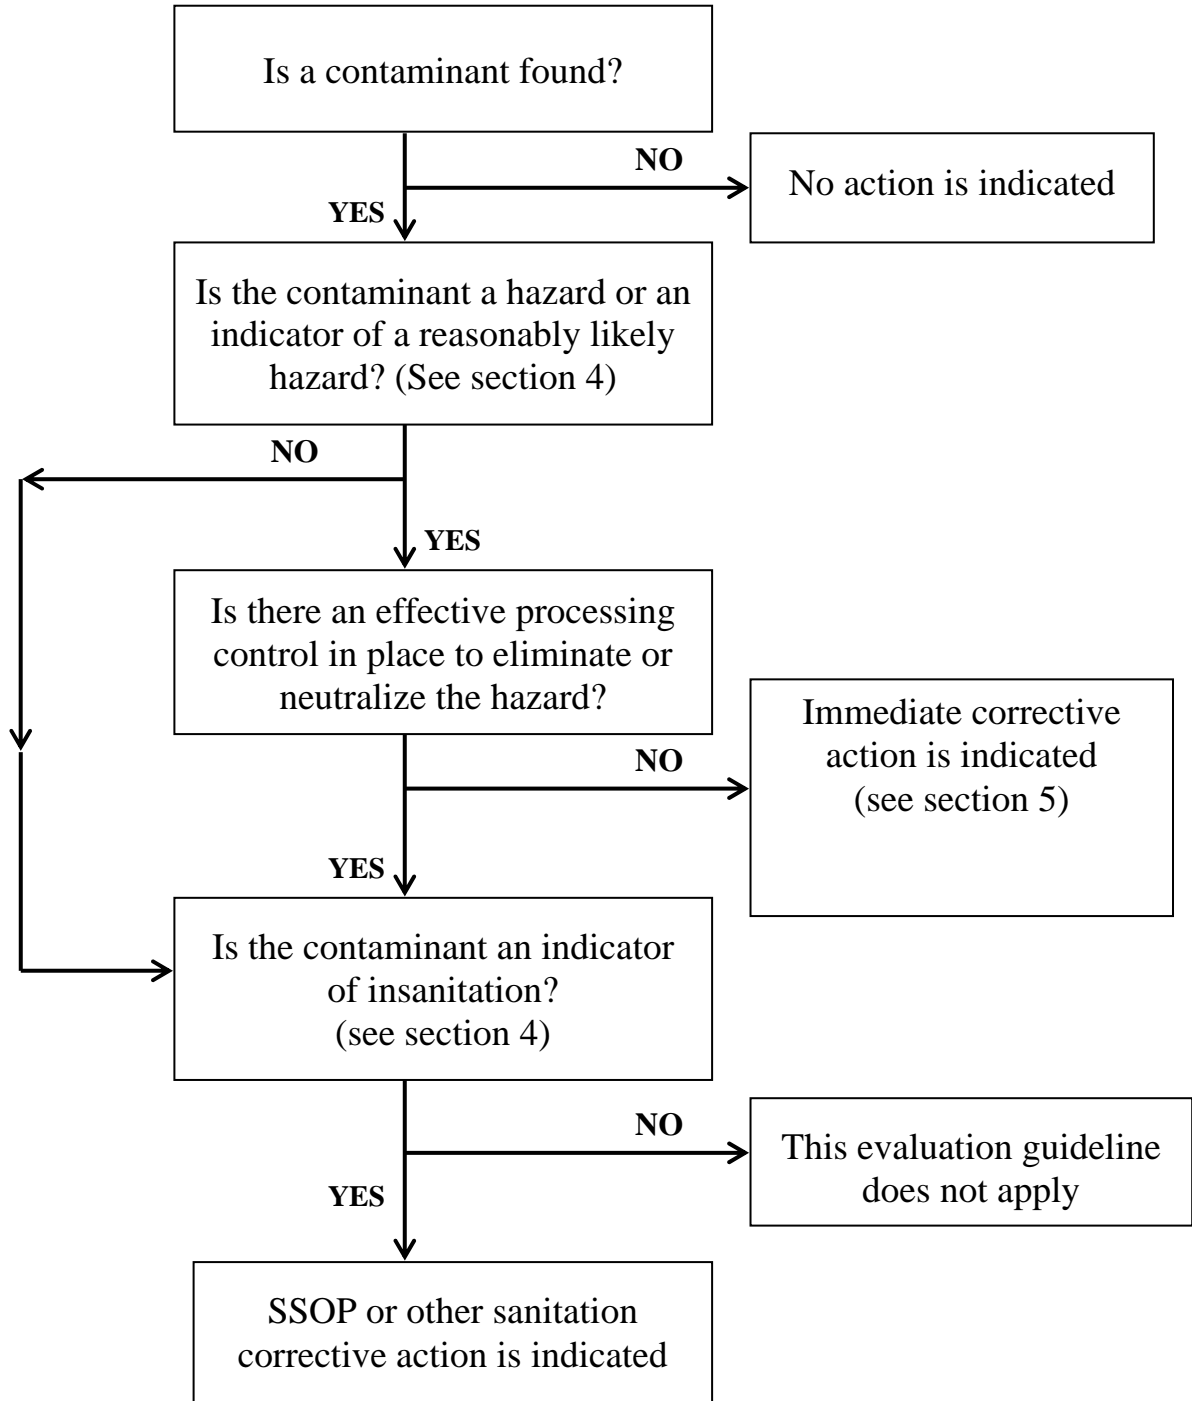 Is a contaminant found?
NO
No action is indicated
YES
Is the contaminant a hazard or an
indicator of a reasonably likely
hazard? (See section 4)
NO
YES
Is there an effective processing
control in place to eliminate or
neutralize the hazard?
Immediate corrective
action is indicated
(see section 5)
NO
YES
Is the contaminant an indicator
of insanitation?
(see section 4)
NO
This evaluation guideline
does not apply
YES
SSOP or other sanitation
corrective action is indicated